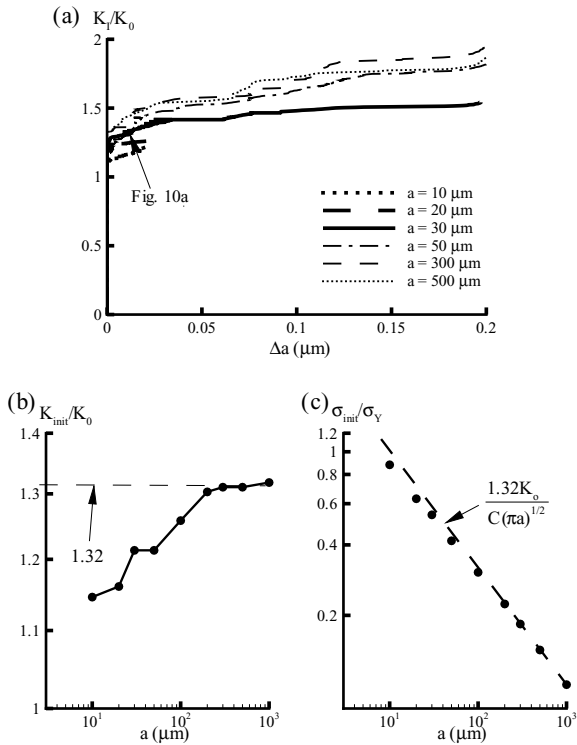 (a)
K_I/K_0
2
1.5
1
0.5
0
Fig. 10a
a = 10 μm
a = 20 μm
a = 30 μm
a = 50 μm
a = 300 μm
a = 500 μm
0 0.05 0.1 0.15 0.2
Δa (μm)
(b) K_init/K_0
1.4
1.3
1.2
1.1
1
1.32
10^1 10^2 10^3
a (μm)
(c) σ_init/σ_Y
1.2
1
0.8
0.6
0.4
0.2
1.32K_o
C(πa)^1/2
10^1 10^2 10^3
a (μm)